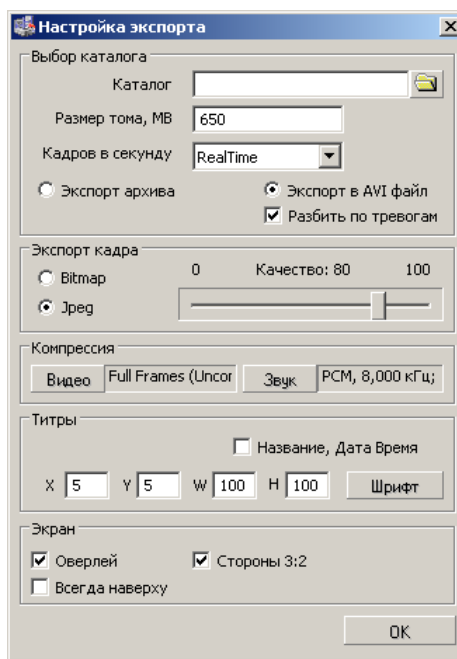 Настройка экспорта
Выбор каталога
Каталог
Размер тома, МВ 650
Кадров в секунду RealTime
Экспорт архива Экспорт в AVI файл
Разбить по тревогам
Экспорт кадра
Bitmap 0 Качество: 80 100
Jpeg
Компрессия
Видео Full Frames (Uncor Звук PCM, 8,000 кГц;
Титры
Название, Дата Время
X 5 Y 5 W 100 H 100 Шрифт
Экран
Оверлей Стороны 3:2
Всегда наверху
OK